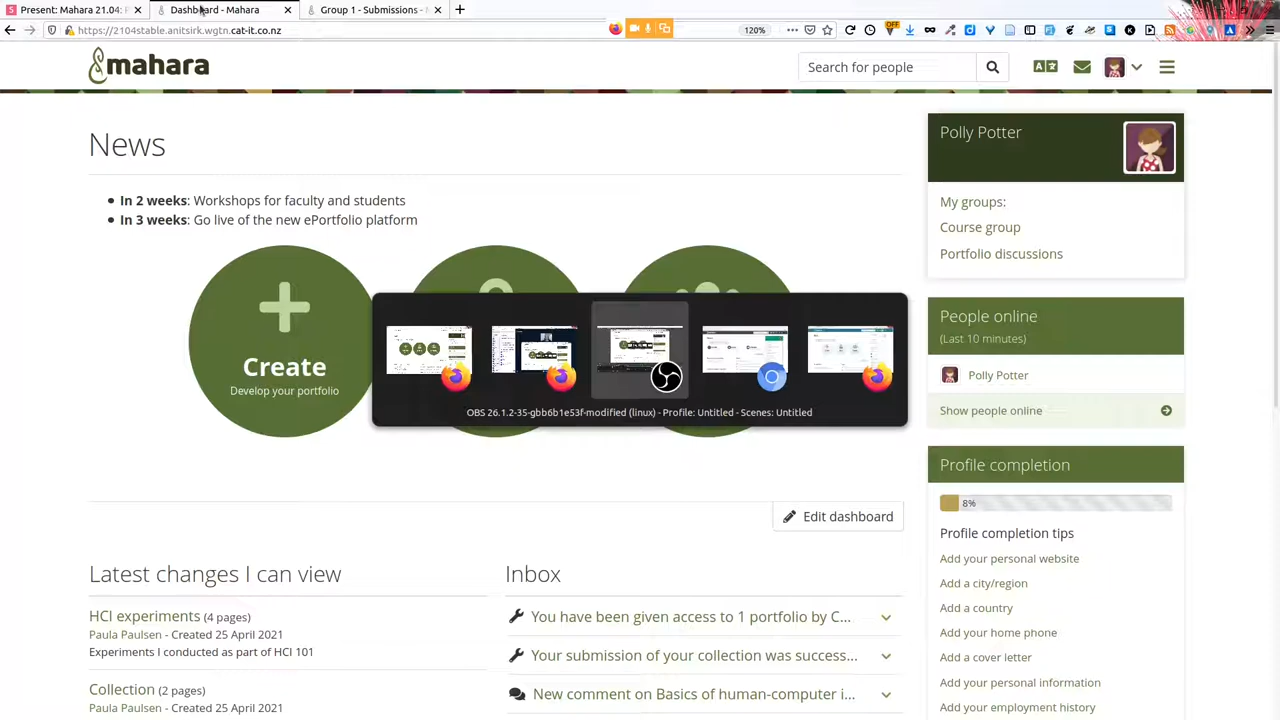 Present: Mahara 21.04: F
Dashboard - Mahara
Group 1 - Submissions -
https://2104stable.anitsirk.wgtn.cat-it.co.nz
120%
OFF
mahara
Search for people
News
In 2 weeks: Workshops for faculty and students
In 3 weeks: Go live of the new ePortfolio platform
Create
Develop your portfolio
OBS 26.1.2-35-gbb6b1e53f-modified (linux) - Profile: Untitled - Scenes: Untitled
Edit dashboard
Latest changes I can view
HCI experiments (4 pages)
Paula Paulsen - Created 25 April 2021
Experiments I conducted as part of HCI 101
Collection (2 pages)
Paula Paulsen - Created 25 April 2021
Inbox
You have been given access to 1 portfolio by C...
Your submission of your collection was success...
New comment on Basics of human-computer i...
Polly Potter
My groups:
Course group
Portfolio discussions
People online
(Last 10 minutes)
Polly Potter
Show people online
Profile completion
8%
Profile completion tips
Add your personal website
Add a city/region
Add a country
Add your home phone
Add a cover letter
Add your personal information
Add your employment history